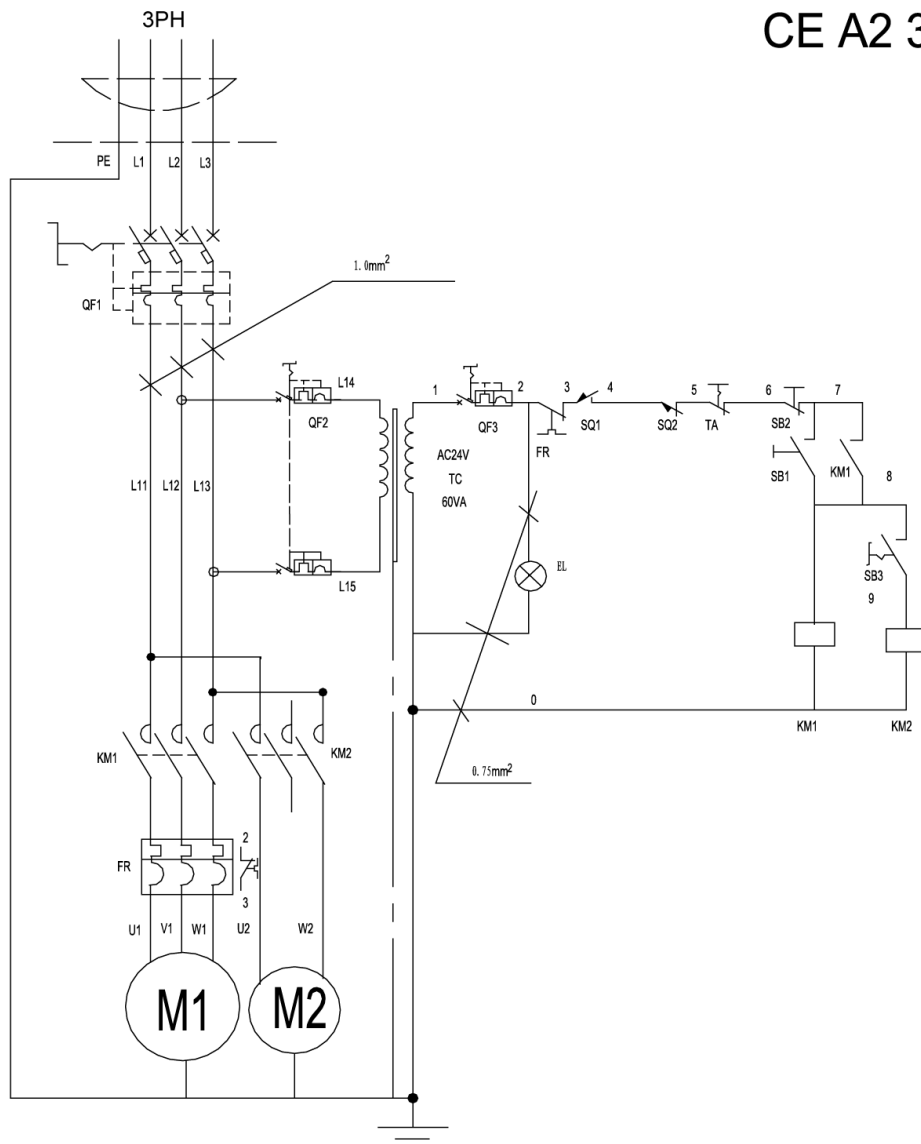 3PH
CE A2 3
PE L1 L2 L3
1.0mm²
QF1
L14
1
2
3
4
5
6
7
QF2
QF3
SQ1
SQ2
TA
SB2
FR
AC24V
TC
60VA
SB1
KM1
8
L11
L12
L13
EL
SB3
9
L15
0
KM1
KM2
KM1
KM2
0.75mm²
FR
2
3
U1
V1
W1
U2
W2
M1
M2